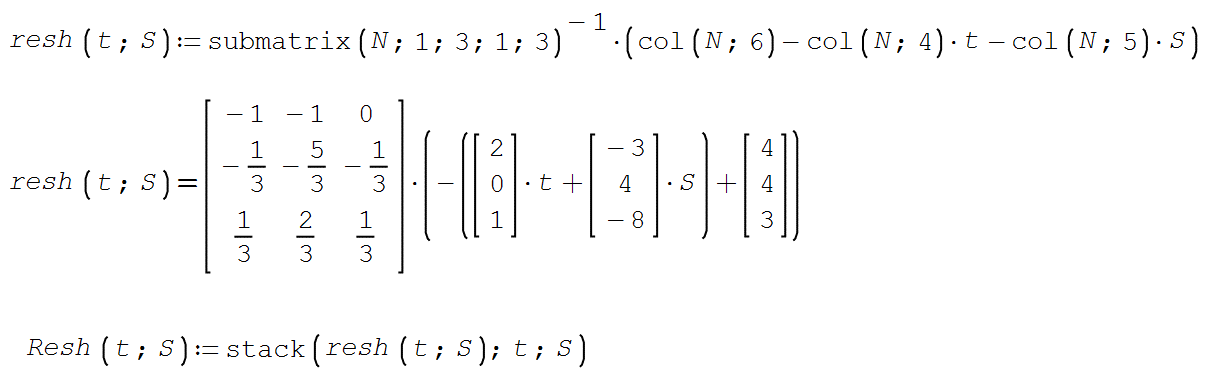 resh(t; S):=submatrix(N; 1; 3; 1; 3)^-1·(col(N; 6)-col(N; 4)·t-col(N; 5)·S)
resh(t; S)=[-1 -1 0; -1/3 -5/3 -1/3; 1/3 2/3 1/3]·(-([2; 0; 1]·t+[-3; 4; -8]·S)+[4; 4; 3])
Resh(t; S):=stack(resh(t; S); t; S)